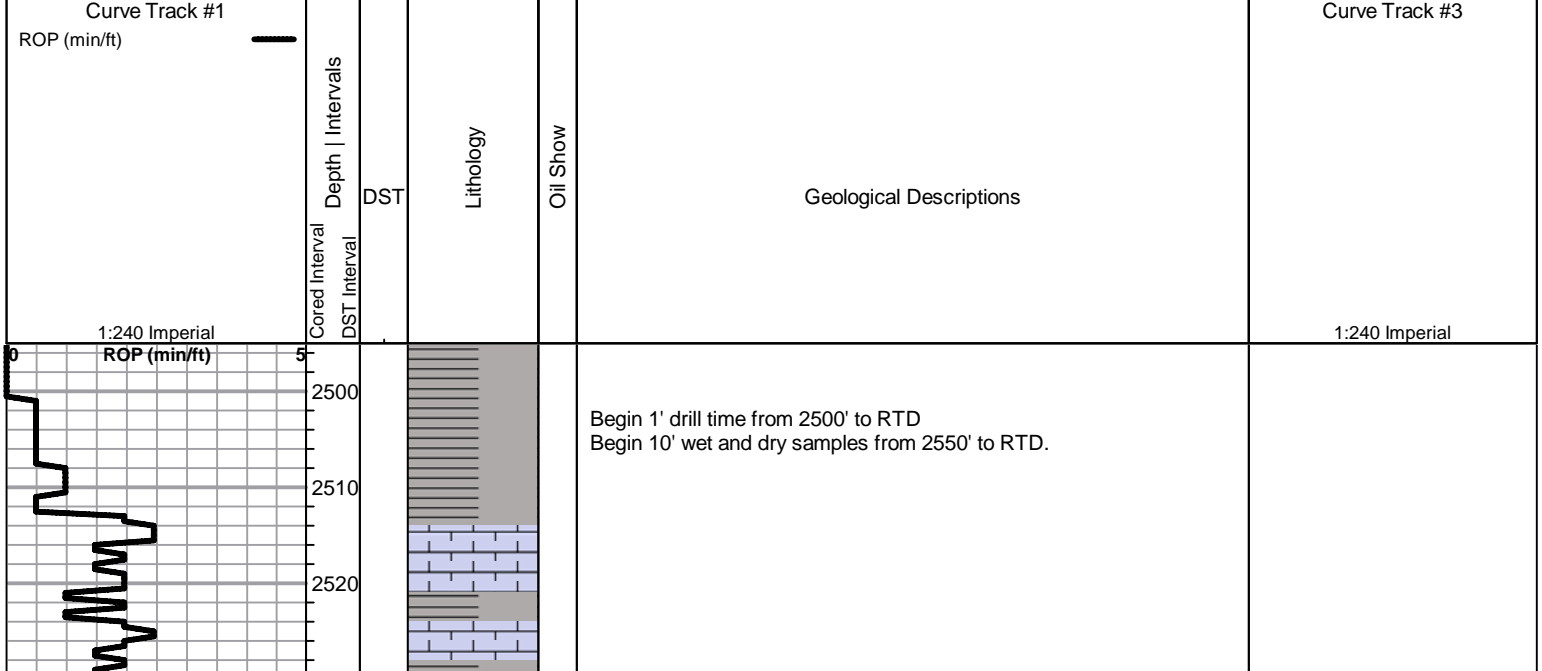 Curve Track #1
ROP (min/ft)
1:240 Imperial
Depth | Intervals
Cored Interval
DST Interval
DST
Lithology
Oil Show
Geological Descriptions
Curve Track #3
1:240 Imperial
0 ROP (min/ft) 5
2500
Begin 1' drill time from 2500' to RTD
Begin 10' wet and dry samples from 2550' to RTD.
2510
2520